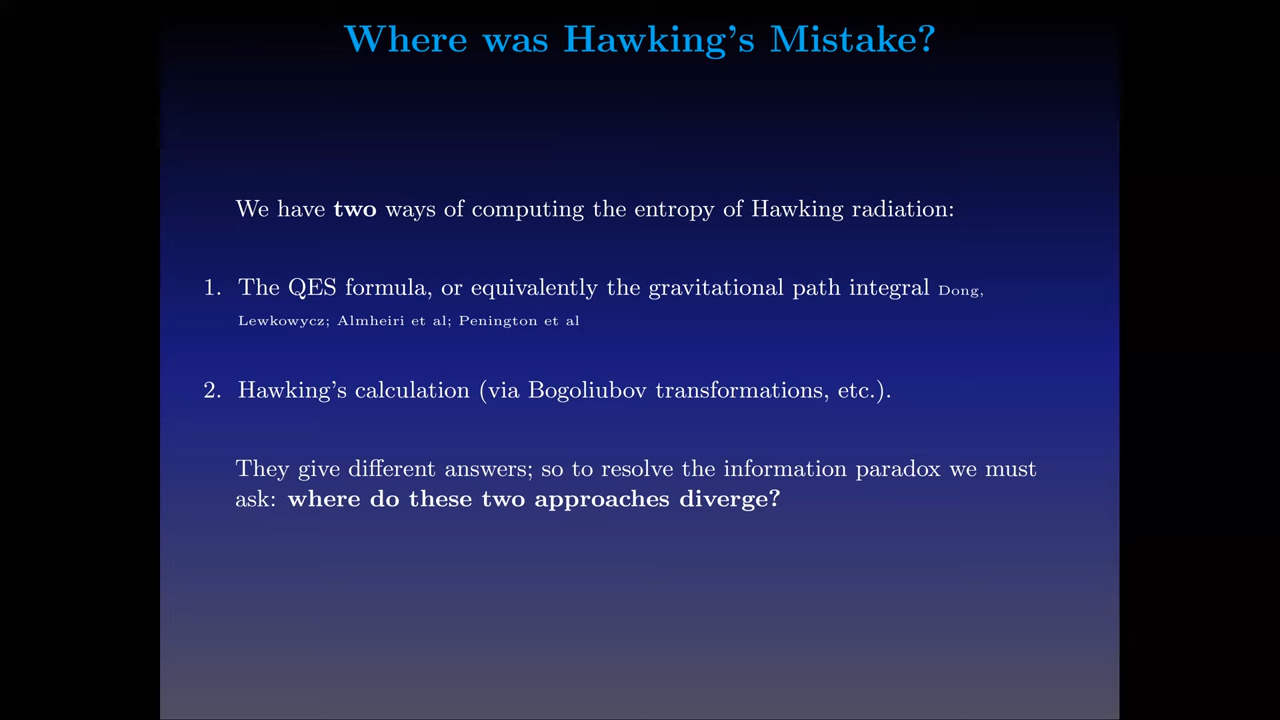 Where was Hawking's Mistake?
We have two ways of computing the entropy of Hawking radiation:
1. The QES formula, or equivalently the gravitational path integral Dong,
Lewkowycz; Almheiri et al; Penington et al
2. Hawking's calculation (via Bogoliubov transformations, etc.).
They give different answers; so to resolve the information paradox we must
ask: where do these two approaches diverge?